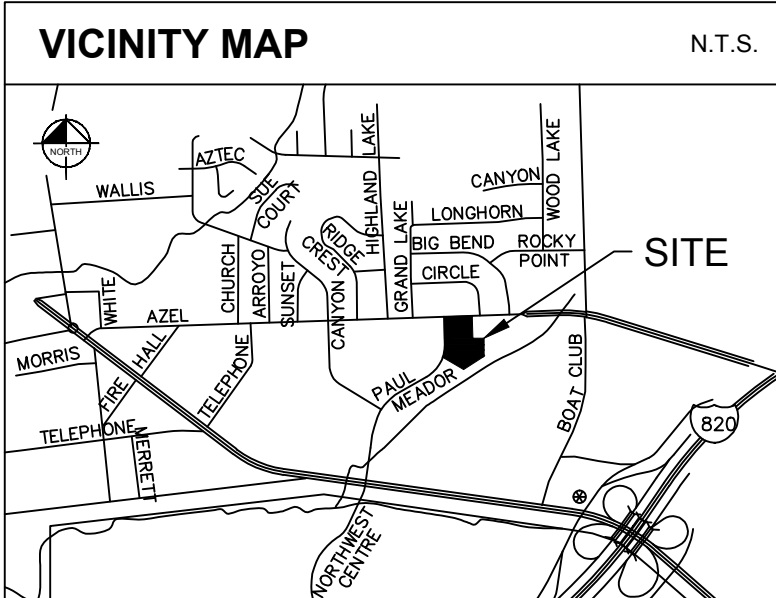 VICINITY MAP
N.T.S.
NORTH
AZTEC
SUE
COURT
WALLIS
HIGHLAND LAKE
CANYON
WOOD LAKE
LONGHORN
RIDGE
CREST
GRAND LAKE
BIG BEND
ROCKY
POINT
SITE
CIRCLE
CHURCH
ARROYO
SUNSET
WHITE
AZEL
CANYON
MORRIS
FIRE HALL
TELEPHONE
PAUL
MEADOR
BOAT CLUB
820
TELEPHONE
MERRETT
NORTHWEST
CENTRE